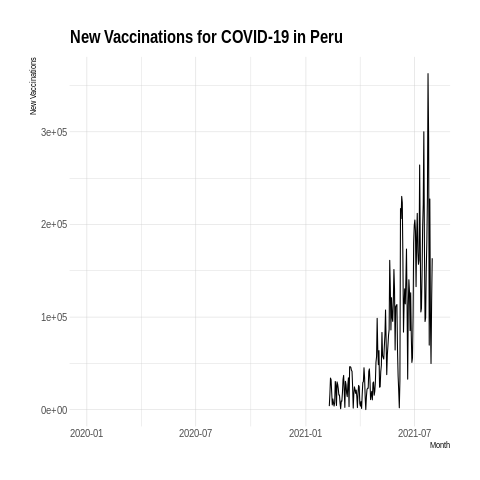 New Vaccinations for COVID-19 in Peru
New Vaccinations
3e+05
2e+05
1e+05
0e+00
2020-01 2020-07 2021-01 2021-07
Month